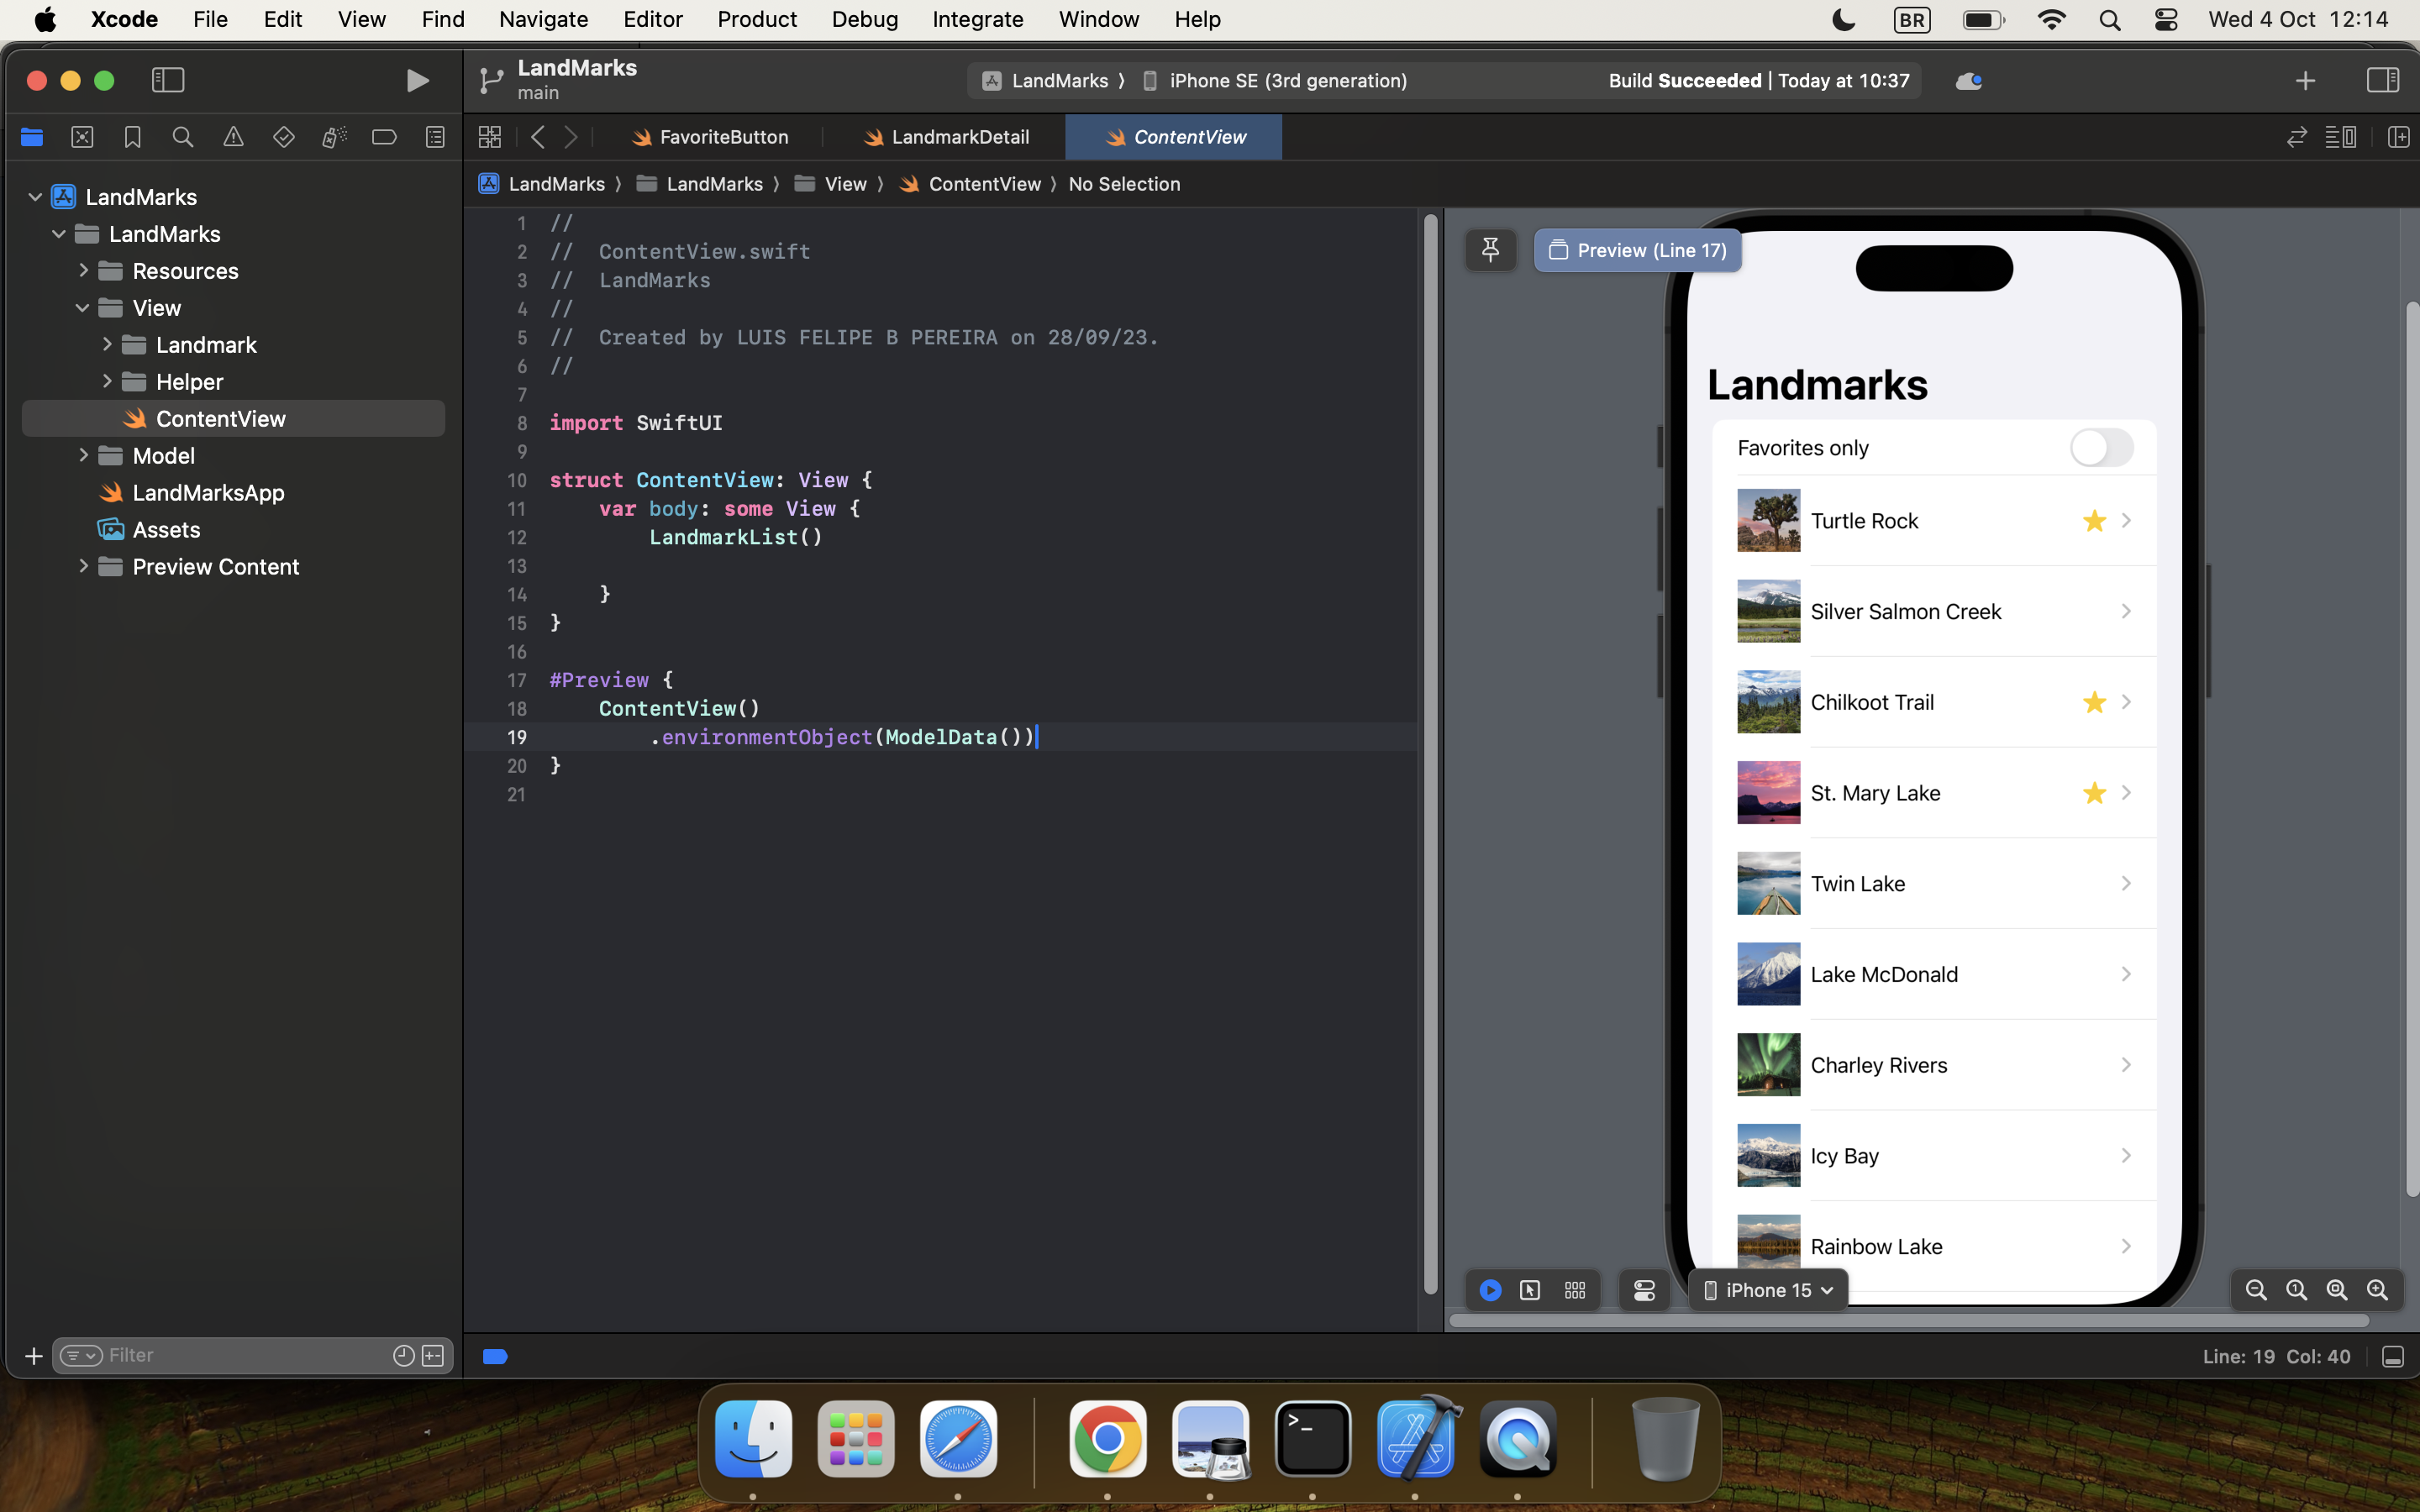 Xcode File Edit View Find Navigate Editor Product Debug Integrate Window Help BR Wed 4 Oct 12:14
LandMarks
main
LandMarks ⟩ iPhone SE (3rd generation) Build Succeeded | Today at 10:37
FavoriteButton LandmarkDetail ContentView
LandMarks ⟩ LandMarks ⟩ View ⟩ ContentView ⟩ No Selection
LandMarks
LandMarks
Resources
View
Landmark
Helper
ContentView
Model
LandMarksApp
Assets
Preview Content
Filter
1 //
2 //  ContentView.swift
3 //  LandMarks
4 //
5 //  Created by LUIS FELIPE B PEREIRA on 28/09/23.
6 //
7
8 import SwiftUI
9
10 struct ContentView: View {
11     var body: some View {
12         LandmarkList()
13
14     }
15 }
16
17 #Preview {
18     ContentView()
19         .environmentObject(ModelData())
20 }
21
Preview (Line 17)
Landmarks
Favorites only
Turtle Rock
Silver Salmon Creek
Chilkoot Trail
St. Mary Lake
Twin Lake
Lake McDonald
Charley Rivers
Icy Bay
Rainbow Lake
iPhone 15
Line: 19 Col: 40